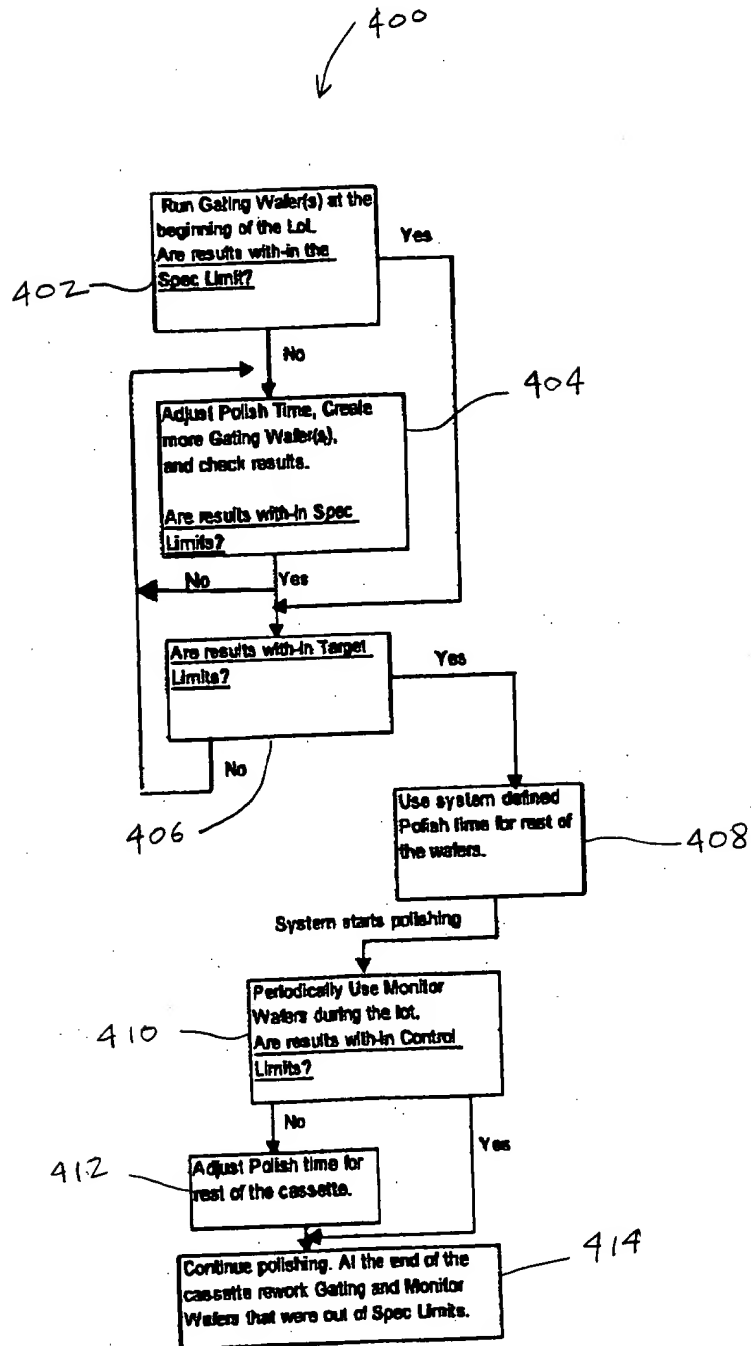 400
Run Gating Wafer(s) at the
beginning of the Lot.
Are results with-in the
Spec Limit?
Yes
402
No
404
Adjust Polish Time, Create
more Gating Wafer(s),
and check results.
Are results with-in Spec
Limits?
No
Yes
Are results with-in Target
Limits?
Yes
No
406
Use system defined
Polish time for rest of
the wafers.
408
System starts polishing
Periodically Use Monitor
Wafers during the lot.
Are results with-in Control
Limits?
410
No
Yes
412
Adjust Polish time for
rest of the cassette.
414
Continue polishing. At the end of the
cassette rework Gating and Monitor
Wafers that were out of Spec Limits.